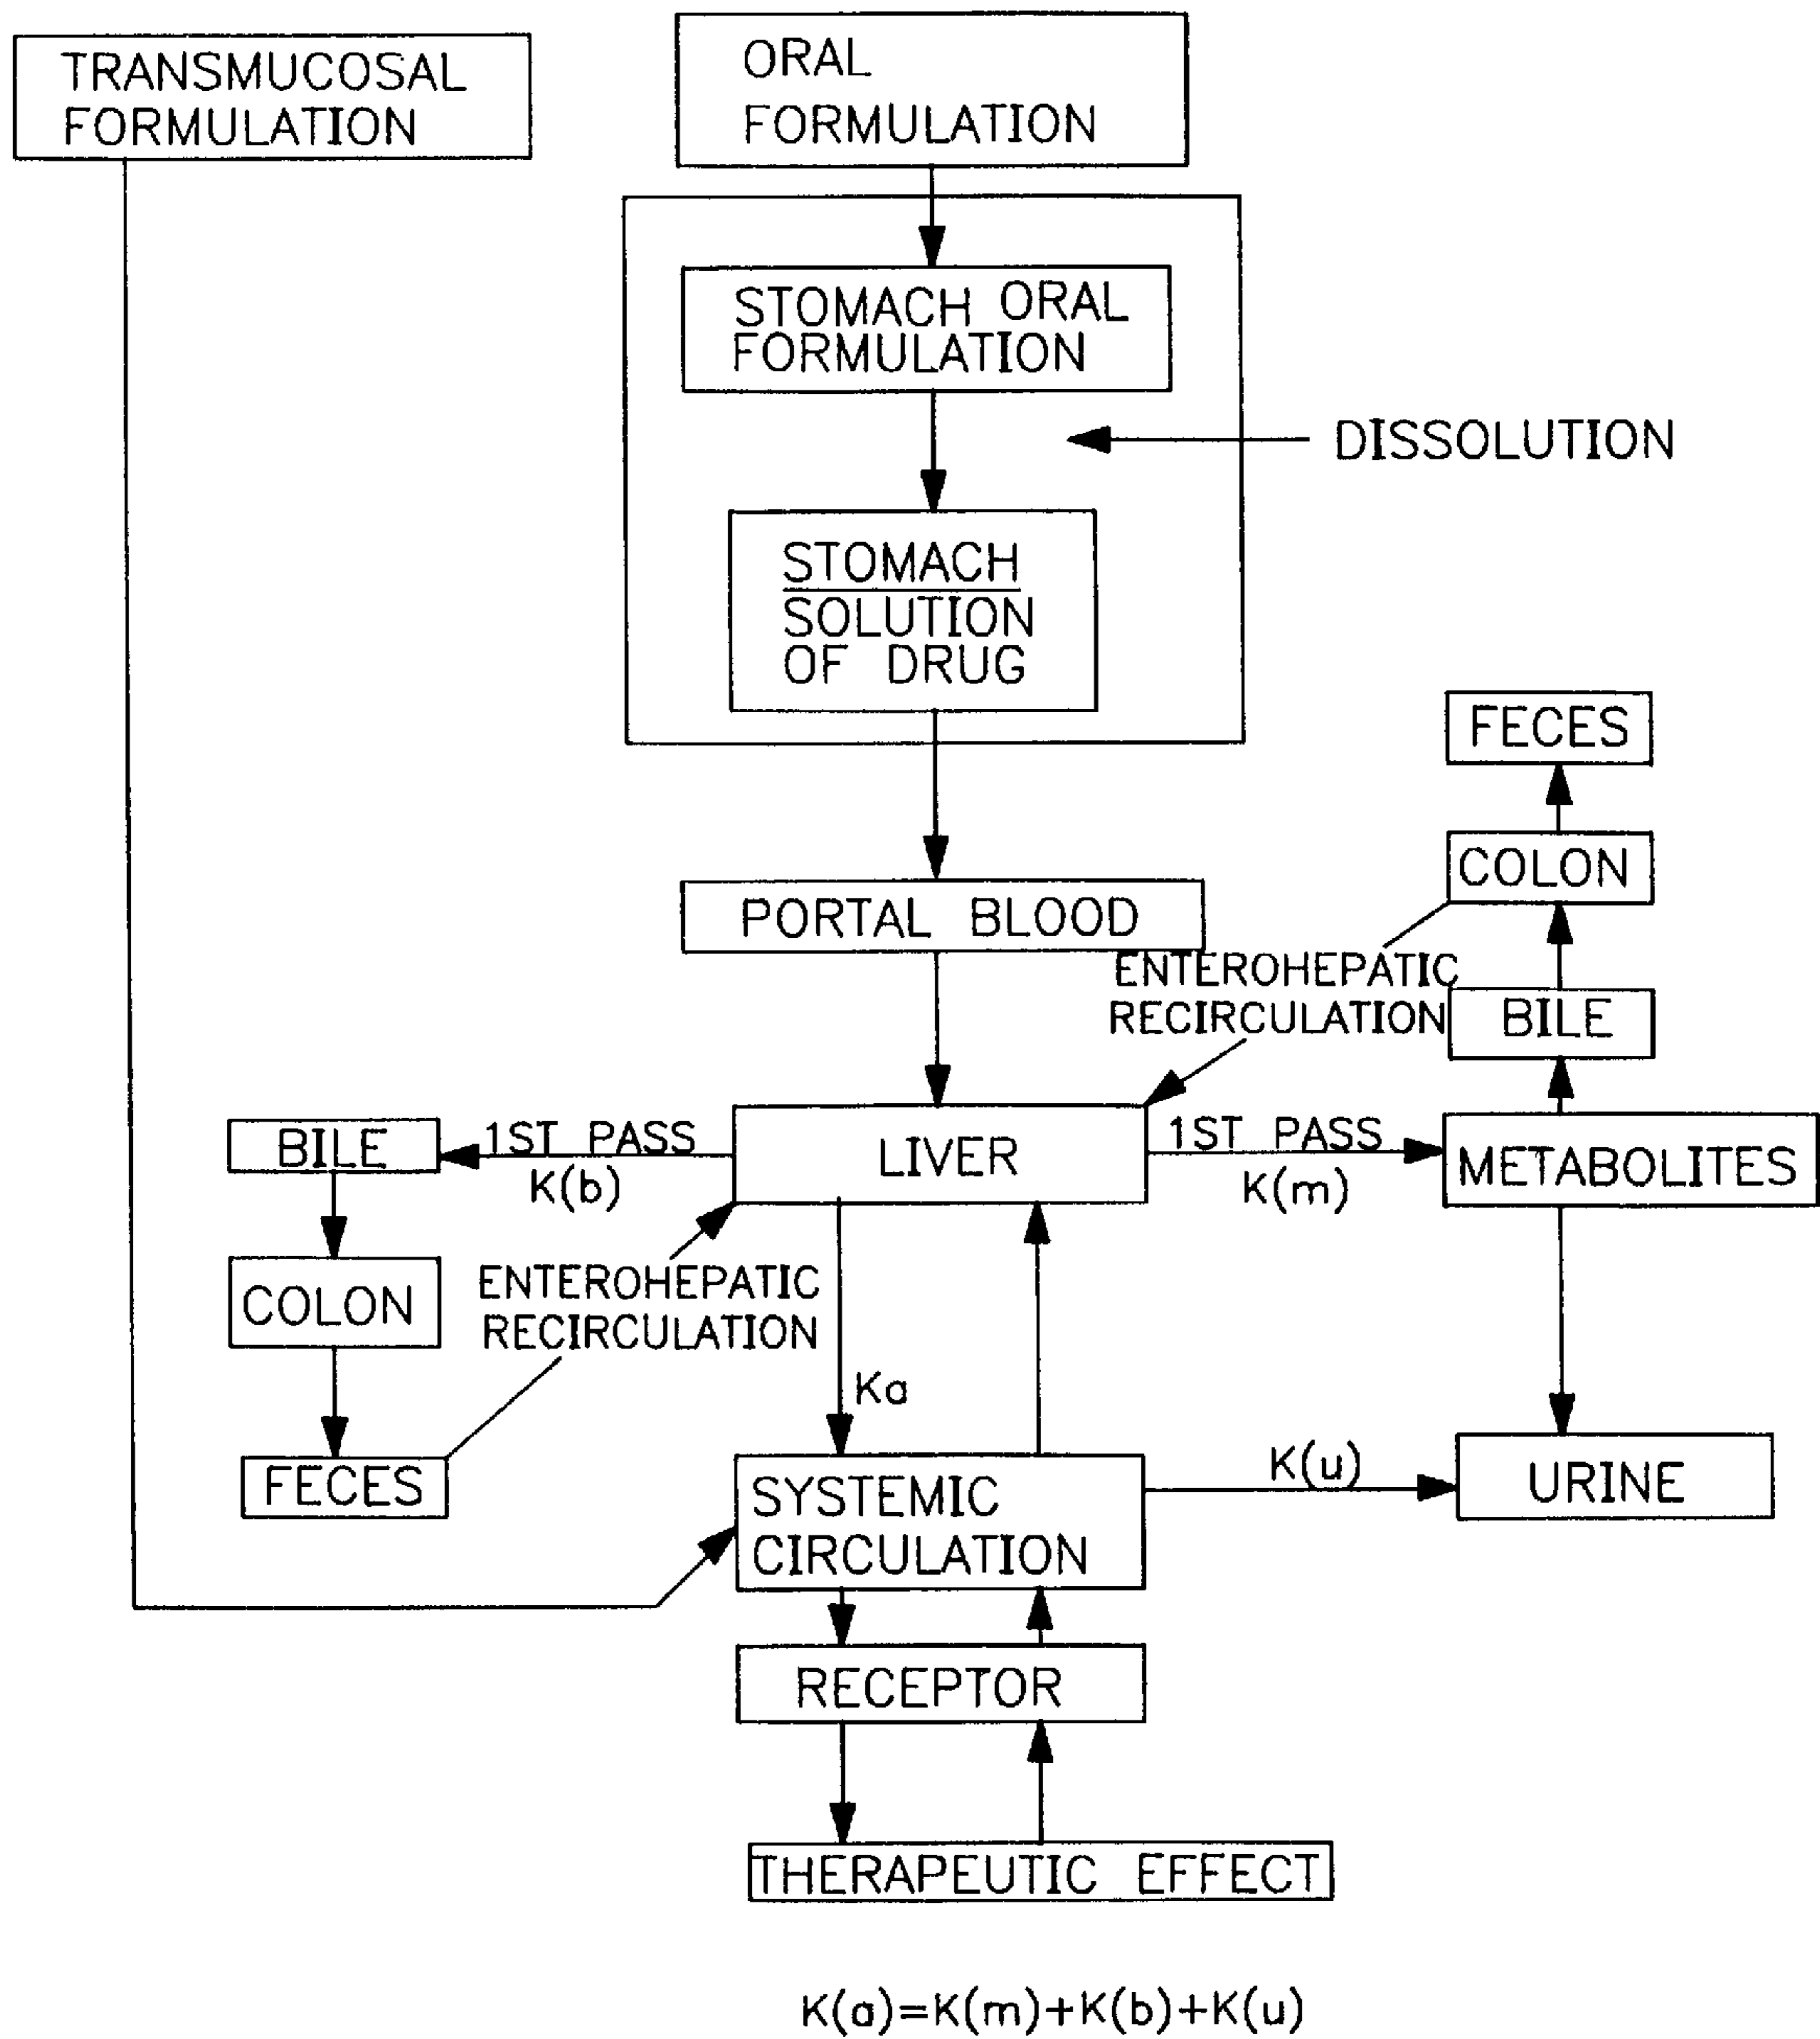 TRANSMUCOSAL
FORMULATION
ORAL
FORMULATION
STOMACH ORAL
FORMULATION
DISSOLUTION
STOMACH
SOLUTION
OF DRUG
FECES
COLON
PORTAL BLOOD
ENTEROHEPATIC
RECIRCULATION
BILE
BILE
1ST PASS
K(b)
LIVER
1ST PASS
K(m)
METABOLITES
COLON
ENTEROHEPATIC
RECIRCULATION
Ka
FECES
SYSTEMIC
CIRCULATION
K(u)
URINE
RECEPTOR
THERAPEUTIC EFFECT
K(a)=K(m)+K(b)+K(u)